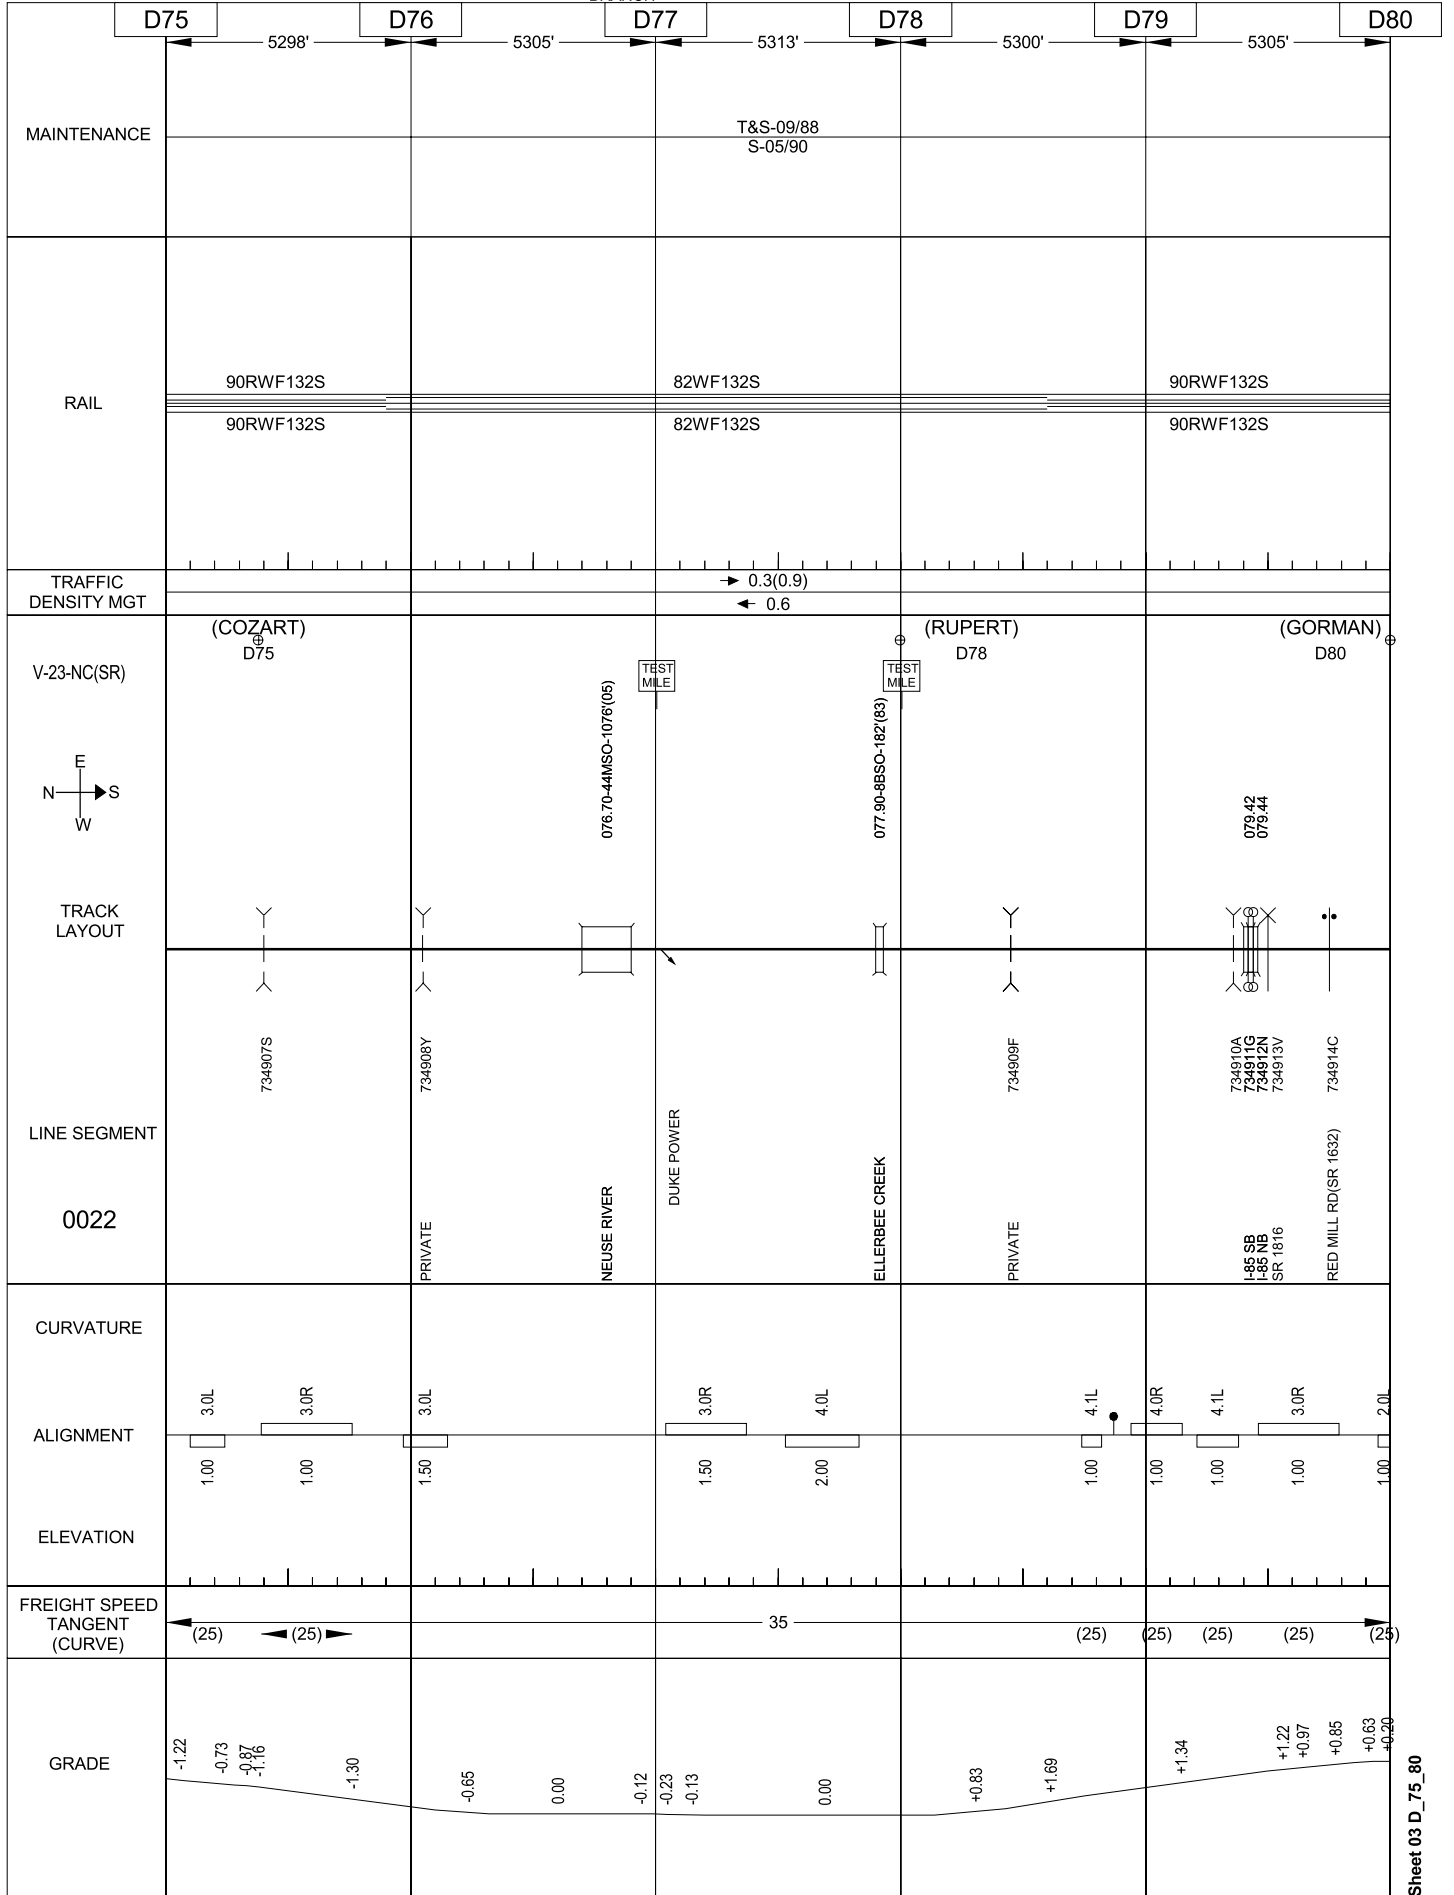 D75 D76 D77 D78 D79 D80
5298' 5305' 5313' 5300' 5305'
MAINTENANCE
T&S-09/88
S-05/90
RAIL
90RWF132S 82WF132S 90RWF132S
90RWF132S 82WF132S 90RWF132S
TRAFFIC
DENSITY MGT
0.3(0.9)
0.6
(COZART) (RUPERT) (GORMAN)
D75 D78 D80
V-23-NC(SR)
TEST
MILE
TEST
MILE
076.70-44MSO-1076'(05)
077.90-8BSO-182'(83)
079.42
079.44
E
N S
W
TRACK
LAYOUT
734907S
734908Y
734909F
734910A
734911G
734912N
734913V
734914C
LINE SEGMENT
0022
PRIVATE
NEUSE RIVER
DUKE POWER
ELLERBEE CREEK
PRIVATE
I-85 SB
I-85 NB
SR 1816
RED MILL RD(SR 1632)
CURVATURE
3.0L 3.0R 3.0L 3.0R 4.0L 4.1L 4.0R 4.1L 3.0R 2.0L
ALIGNMENT
1.00 1.00 1.50 1.50 2.00 1.00 1.00 1.00 1.00 1.00
ELEVATION
FREIGHT SPEED
TANGENT
(CURVE)
35
(25) (25) (25) (25) (25) (25) (25)
GRADE
-1.22 -0.73 -0.87 -1.16 -1.30 -0.65 0.00 -0.12 -0.23 -0.13 0.00 +0.83 +1.69 +1.34 +1.22 +0.97 +0.85 +0.63 +0.20
Sheet 03 D_75_80